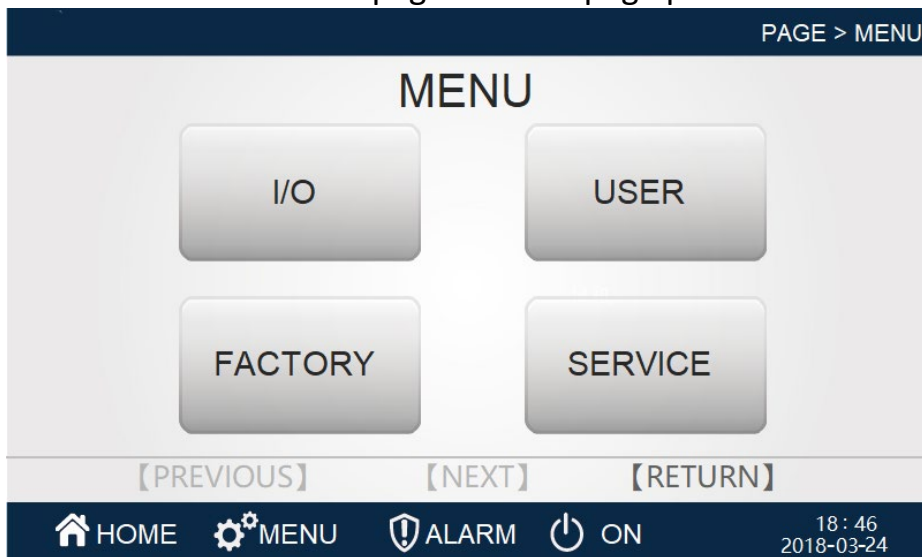 PAGE > MENU
MENU
I/O USER
FACTORY SERVICE
【PREVIOUS】 【NEXT】 【RETURN】
HOME MENU ALARM ON 18:46
2018-03-24